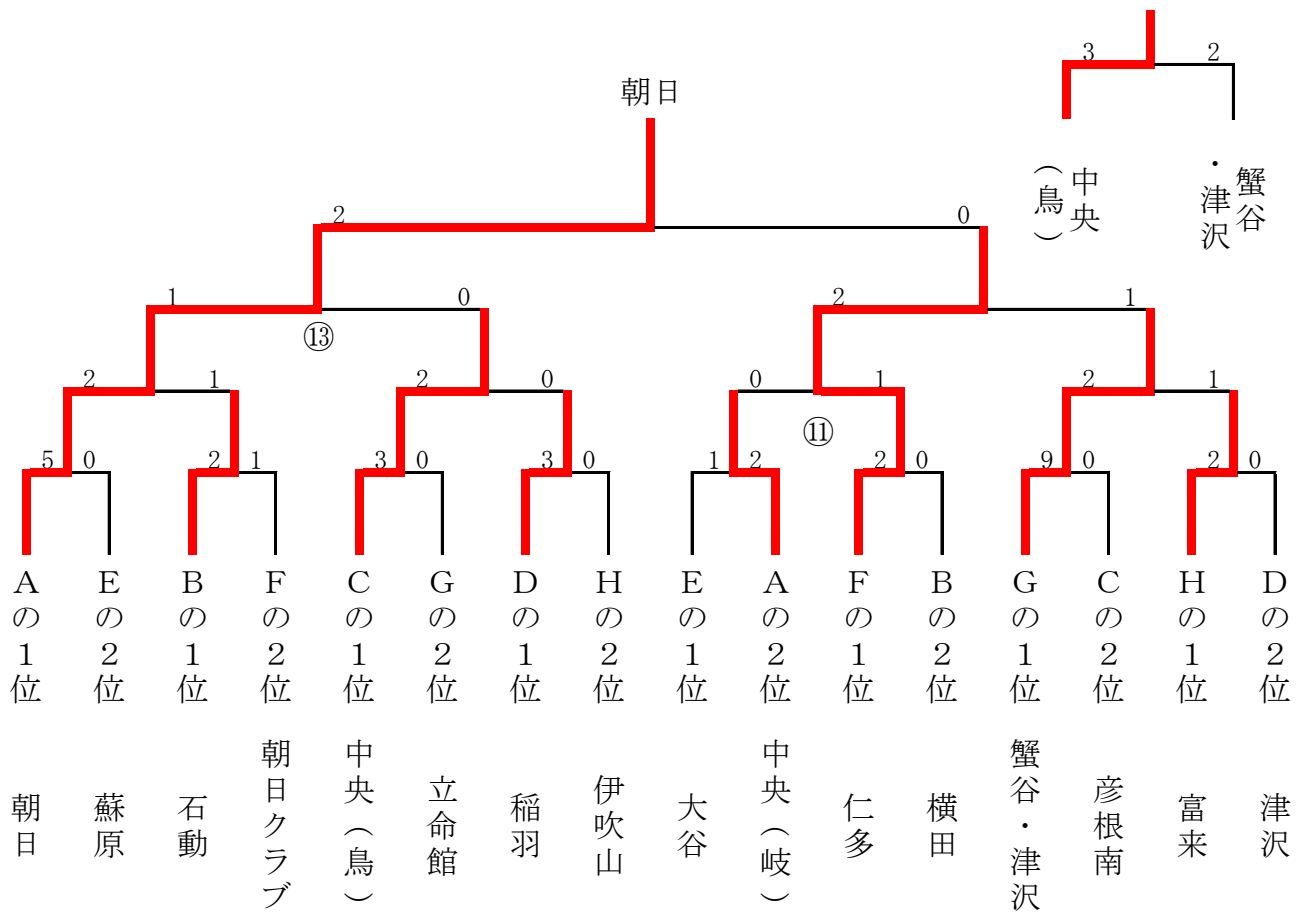 3 2
朝日
中央（鳥）
蟹谷・津沢
2 0
1 0 2 1
⑬
2 1 2 0 0 1 2 1
⑪
5 0 2 1 3 0 3 0 1 2 2 0 9 0 2 0
Aの1位 朝日
Eの2位 蘇原
Bの1位 石動
Fの2位 朝日クラブ
Cの1位 中央（鳥）
Gの2位 立命館
Dの1位 稲羽
Hの2位 伊吹山
Eの1位 大谷
Aの2位 中央（岐）
Fの1位 仁多
Bの2位 横田
Gの1位 蟹谷・津沢
Cの2位 彦根南
Hの1位 富来
Dの2位 津沢